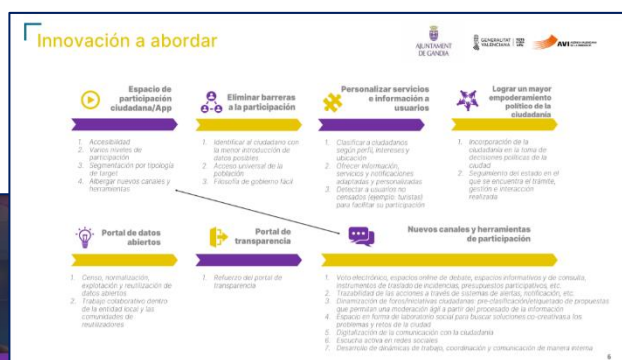 Innovación a abordar
AJUNTAMENT
DE GANDIA
GENERALITAT
VALENCIANA
AVI
Espacio de
participación
ciudadana/App
1. Accesibilidad
2. Varios niveles de
participación
3. Segmentación por tipología
de target
4. Albergar nuevos canales y
herramientas
Eliminar barreras
a la participación
1. Identificar al ciudadano con
la menor introducción de
datos posibles
2. Acceso universal de la
población
3. Filosofía de gobierno fácil
Personalizar servicios
e información a
usuarios
1. Clasificar a ciudadanos
según perfil, intereses y
ubicación
2. Ofrecer información,
servicios y notificaciones
adaptadas y personalizadas
3. Detectar a usuarios no
censados (ejemplo: turistas)
para facilitar su participación
Lograr un mayor
empoderamiento
político de la
ciudadanía
1. Incorporación de la
ciudadanía en la toma de
decisiones políticas de la
ciudad
2. Seguimiento del estado en el
que se encuentra el trámite,
gestión e interacción
realizada
Portal de datos
abiertos
1. Censo, normalización,
explotación y reutilización de
datos abiertos
2. Trabajo colaborativo dentro
de la entidad local y las
comunidades de
reutilizadores
Portal de
transparencia
1. Refuerzo del portal de
transparencia
Nuevos canales y herramientas
de participación
1. Voto electrónico, espacios online de debate, espacios informativos y de consulta,
instrumentos de traslado de incidencias, presupuestos participativos, etc.
2. Trazabilidad de las acciones a través de sistemas de alertas, notificación, etc.
3. Dinamización de foros/iniciativas ciudadanas: pre-clasificación/etiquetado de propuestas
que permitan una moderación ágil a partir del procesado de la información
4. Espacio en forma de laboratorio social para buscar soluciones co-creativas a los
problemas y retos de la ciudad
5. Digitalización de la comunicación con la ciudadanía
6. Escucha activa en redes sociales
7. Desarrollo de dinámicas de trabajo, coordinación y comunicación de manera interna
6